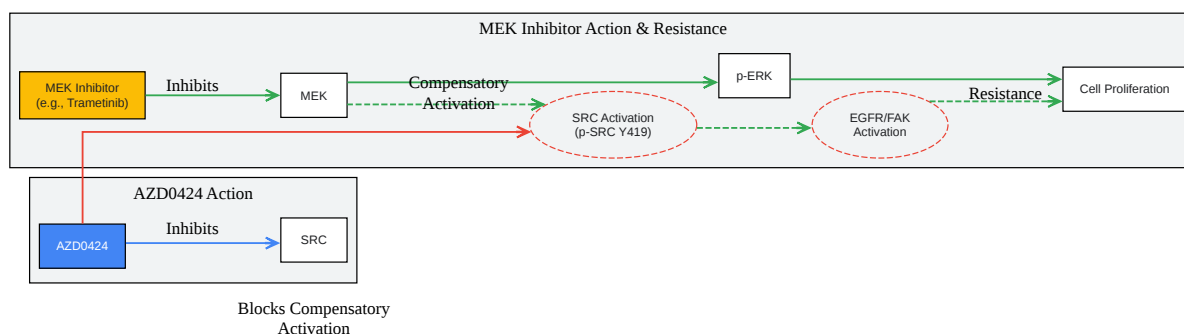 MEK Inhibitor Action & Resistance
MEK Inhibitor
(e.g., Trametinib)
Inhibits
MEK
Compensatory
Activation
p-ERK
Cell Proliferation
SRC Activation
(p-SRC Y419)
EGFR/FAK
Activation
Resistance
AZD0424 Action
AZD0424
Inhibits
SRC
Blocks Compensatory
Activation